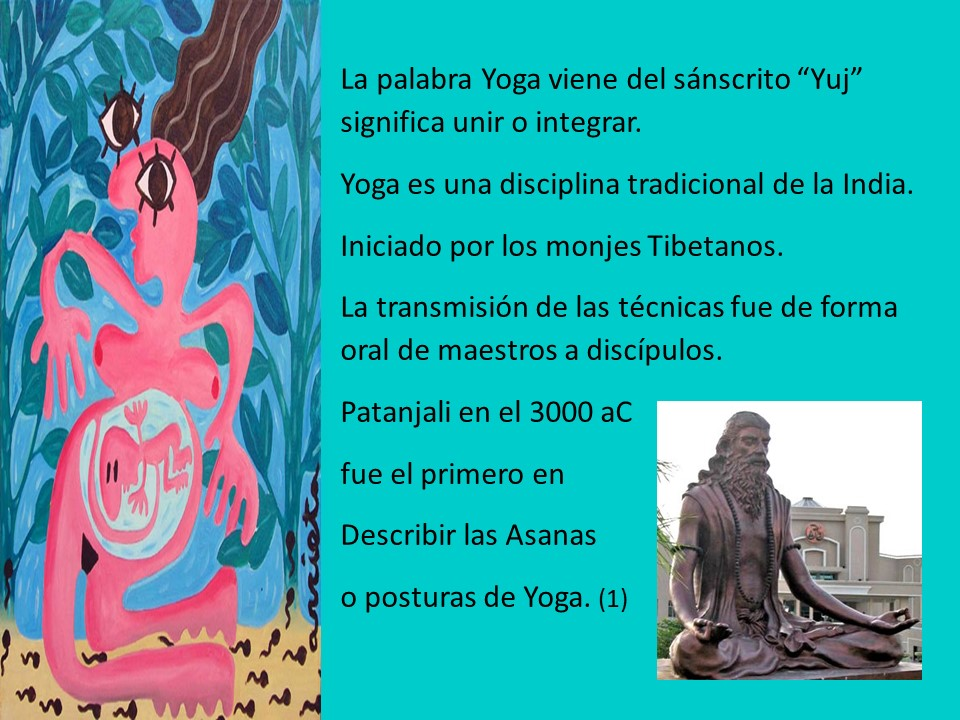 La palabra Yoga viene del sánscrito “Yuj”
significa unir o integrar.
Yoga es una disciplina tradicional de la India.
Iniciado por los monjes Tibetanos.
La transmisión de las técnicas fue de forma
oral de maestros a discípulos.
Patanjali en el 3000 aC
fue el primero en
Describir las Asanas
o posturas de Yoga. (1)
arrieta